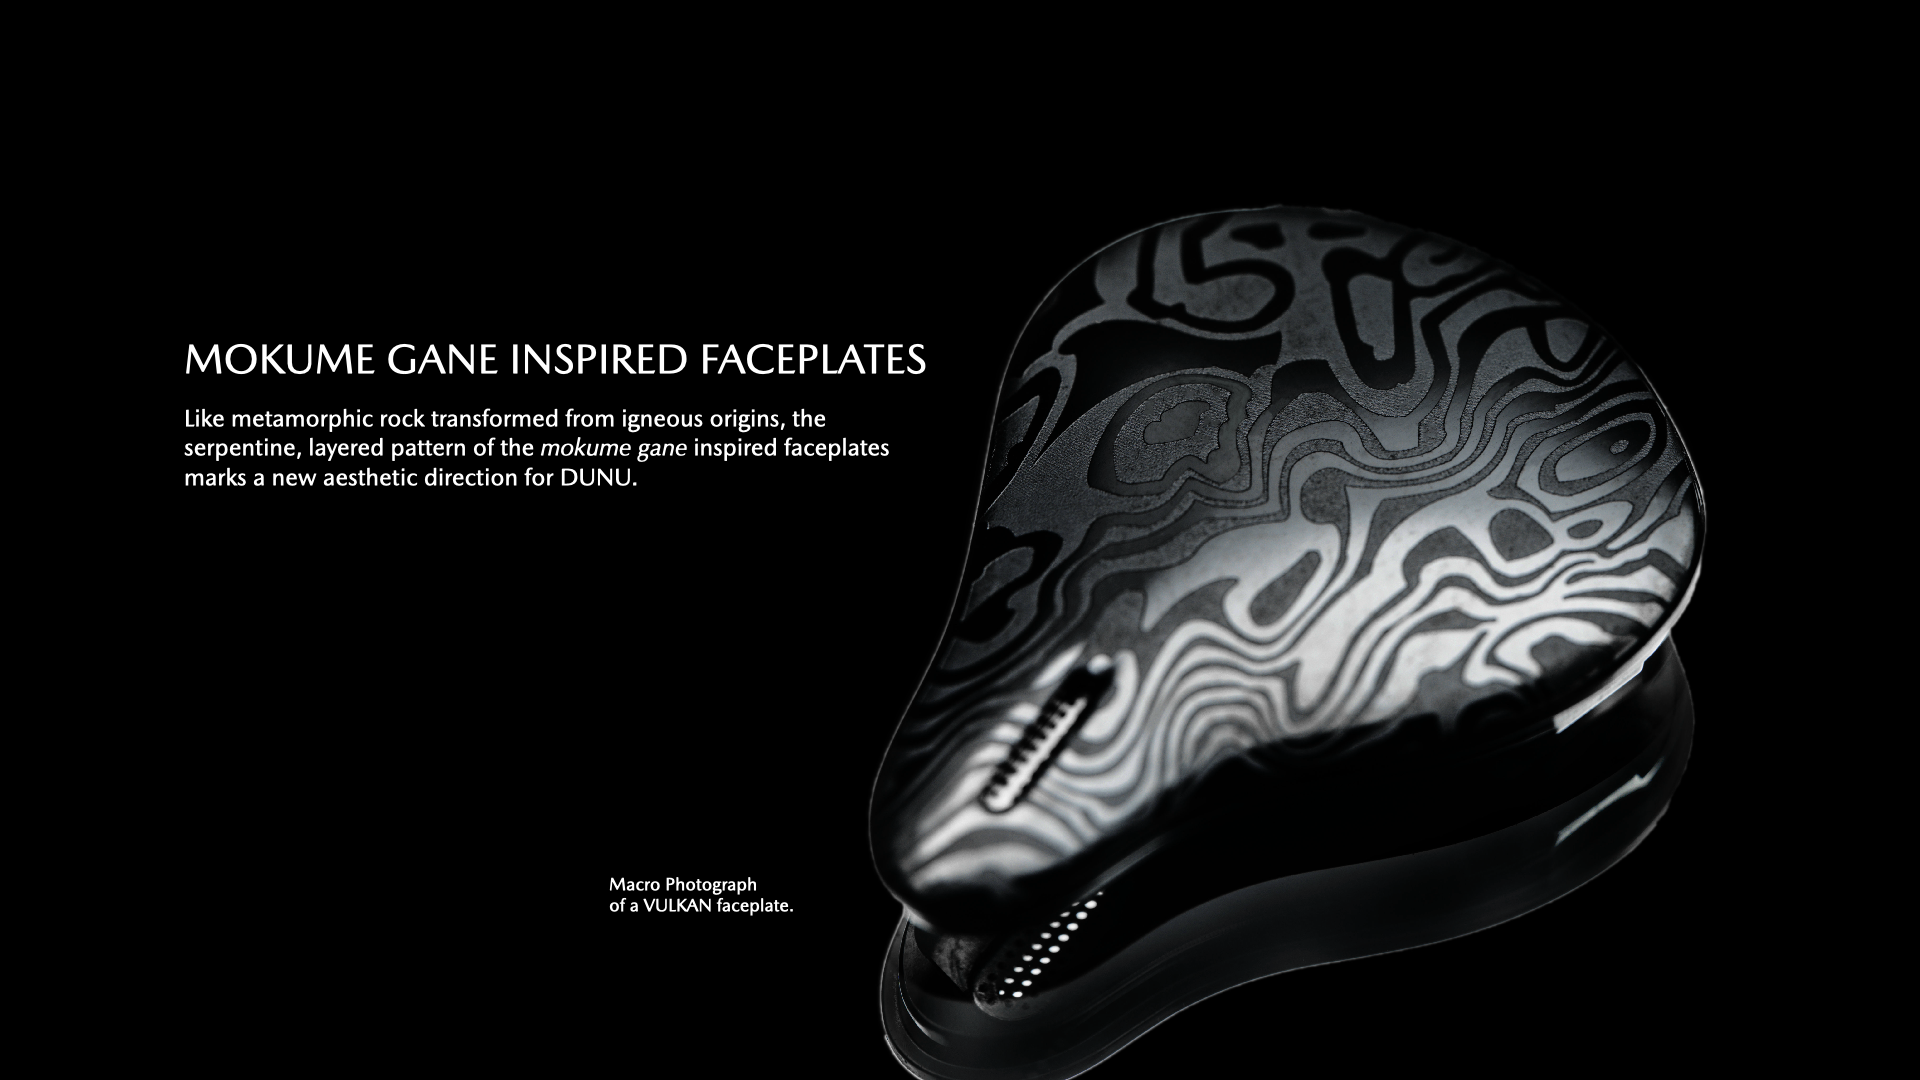 MOKUME GANE INSPIRED FACEPLATES
Like metamorphic rock transformed from igneous origins, the
serpentine, layered pattern of the mokume gane inspired faceplates
marks a new aesthetic direction for DUNU.
Macro Photograph
of a VULKAN faceplate.